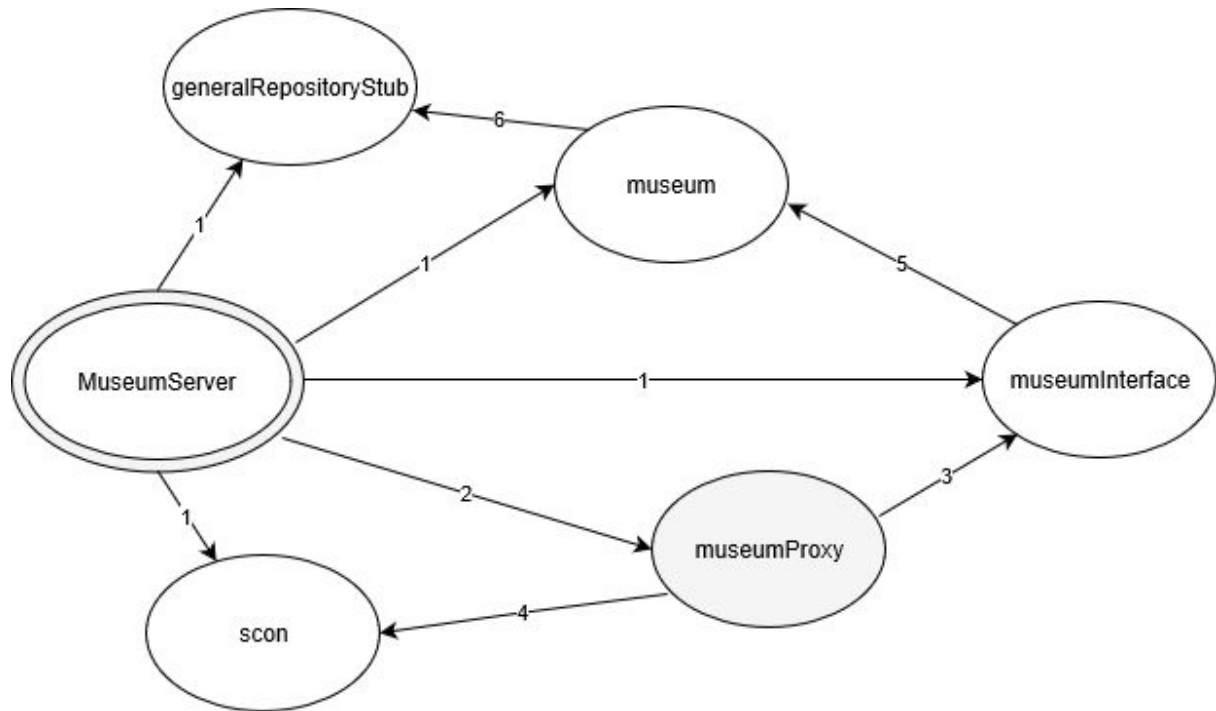 generalRepositoryStub
6
museum
1
1
5
MuseumServer
1
museumInterface
2
3
1
museumProxy
4
scon